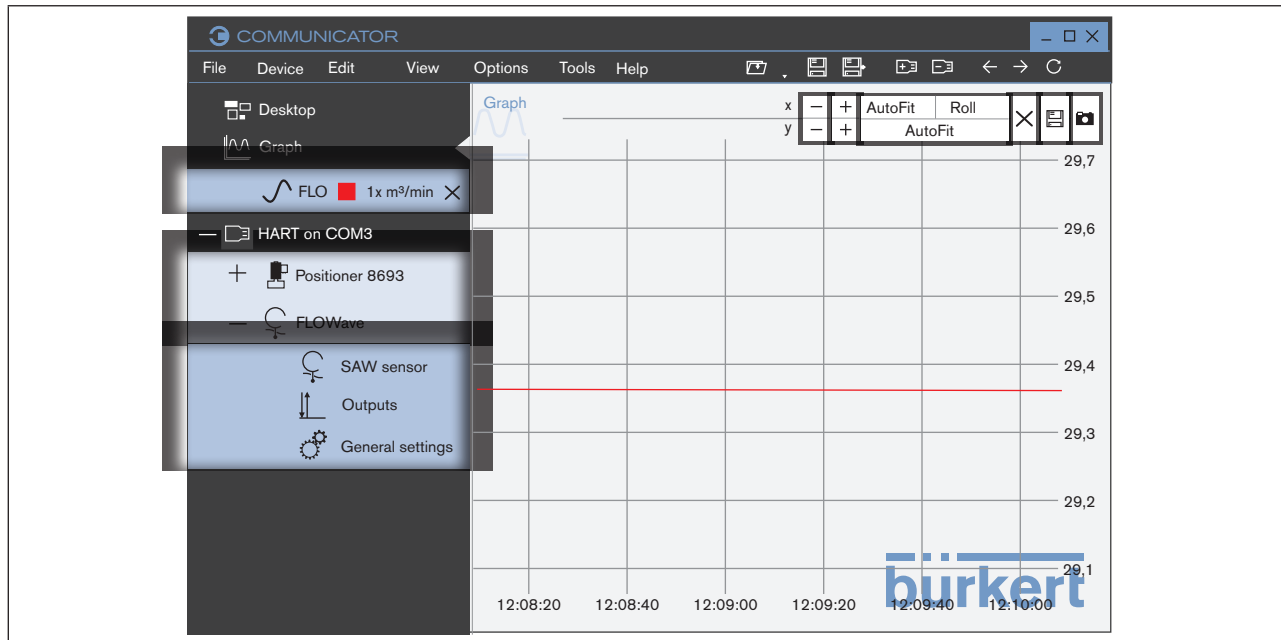 COMMUNICATOR
File Device Edit View Options Tools Help
Desktop
Graph
FLO 1x m³/min
HART on COM3
Positioner 8693
FLOWave
SAW sensor
Outputs
General settings
Graph
x − + AutoFit Roll
y − + AutoFit
29,7
29,6
29,5
29,4
29,3
29,2
29,1
12:08:20 12:08:40 12:09:00 12:09:20 12:09:40 12:10:00
bürkert